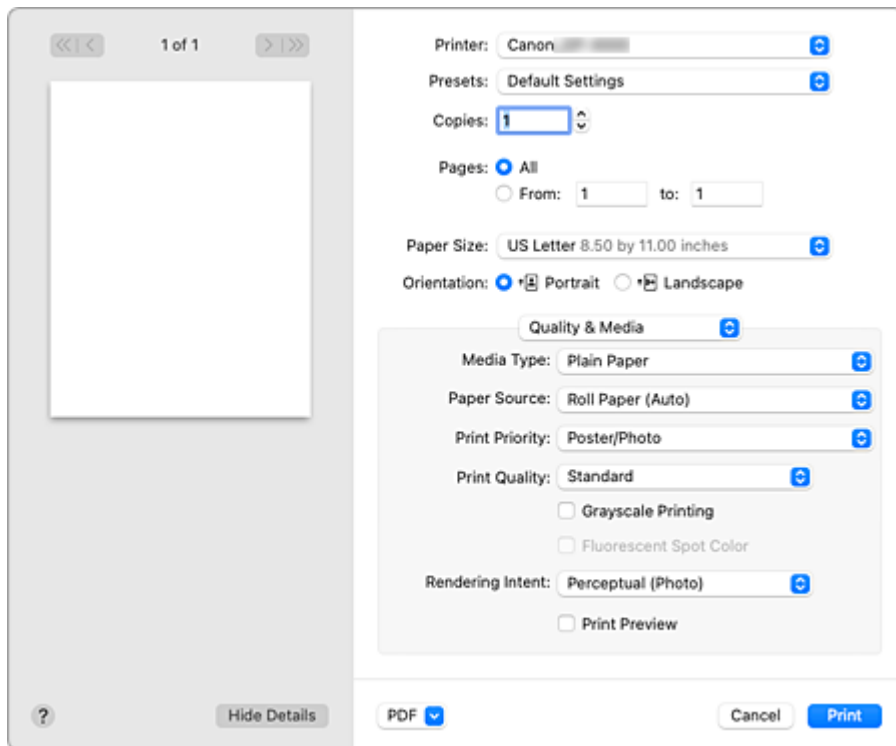 1 of 1
Printer: Canon
Presets: Default Settings
Copies: 1
Pages: All
From: 1 to: 1
Paper Size: US Letter 8.50 by 11.00 inches
Orientation: Portrait Landscape
Quality & Media
Media Type: Plain Paper
Paper Source: Roll Paper (Auto)
Print Priority: Poster/Photo
Print Quality: Standard
Grayscale Printing
Fluorescent Spot Color
Rendering Intent: Perceptual (Photo)
Print Preview
? Hide Details PDF Cancel Print